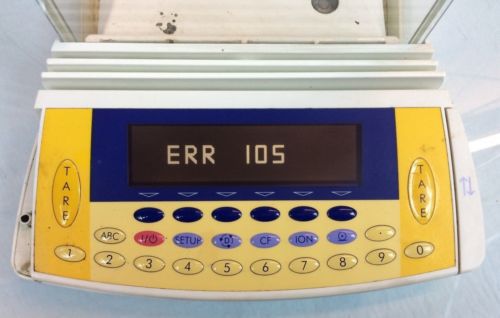 ERR 105
TARE
TARE
ABC I/⏻ SETUP CF ION .
1 2 3 4 5 6 7 8 9 0